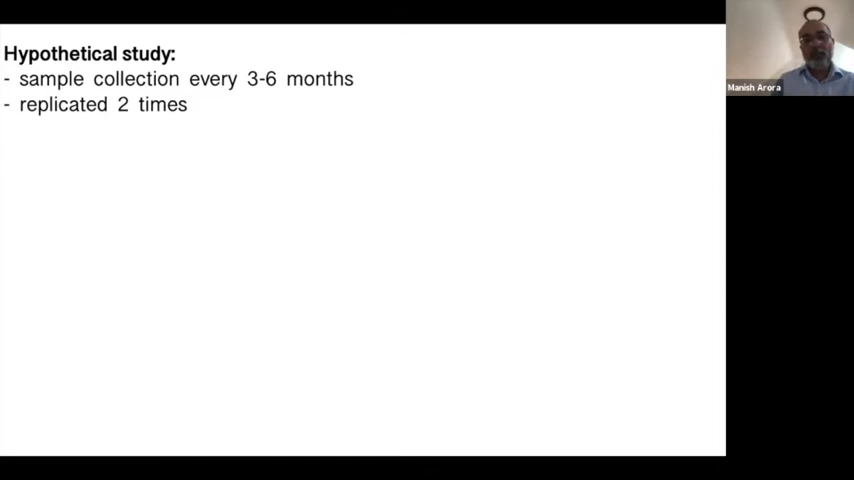 Hypothetical study:
- sample collection every 3-6 months
- replicated 2 times
Manish Arora